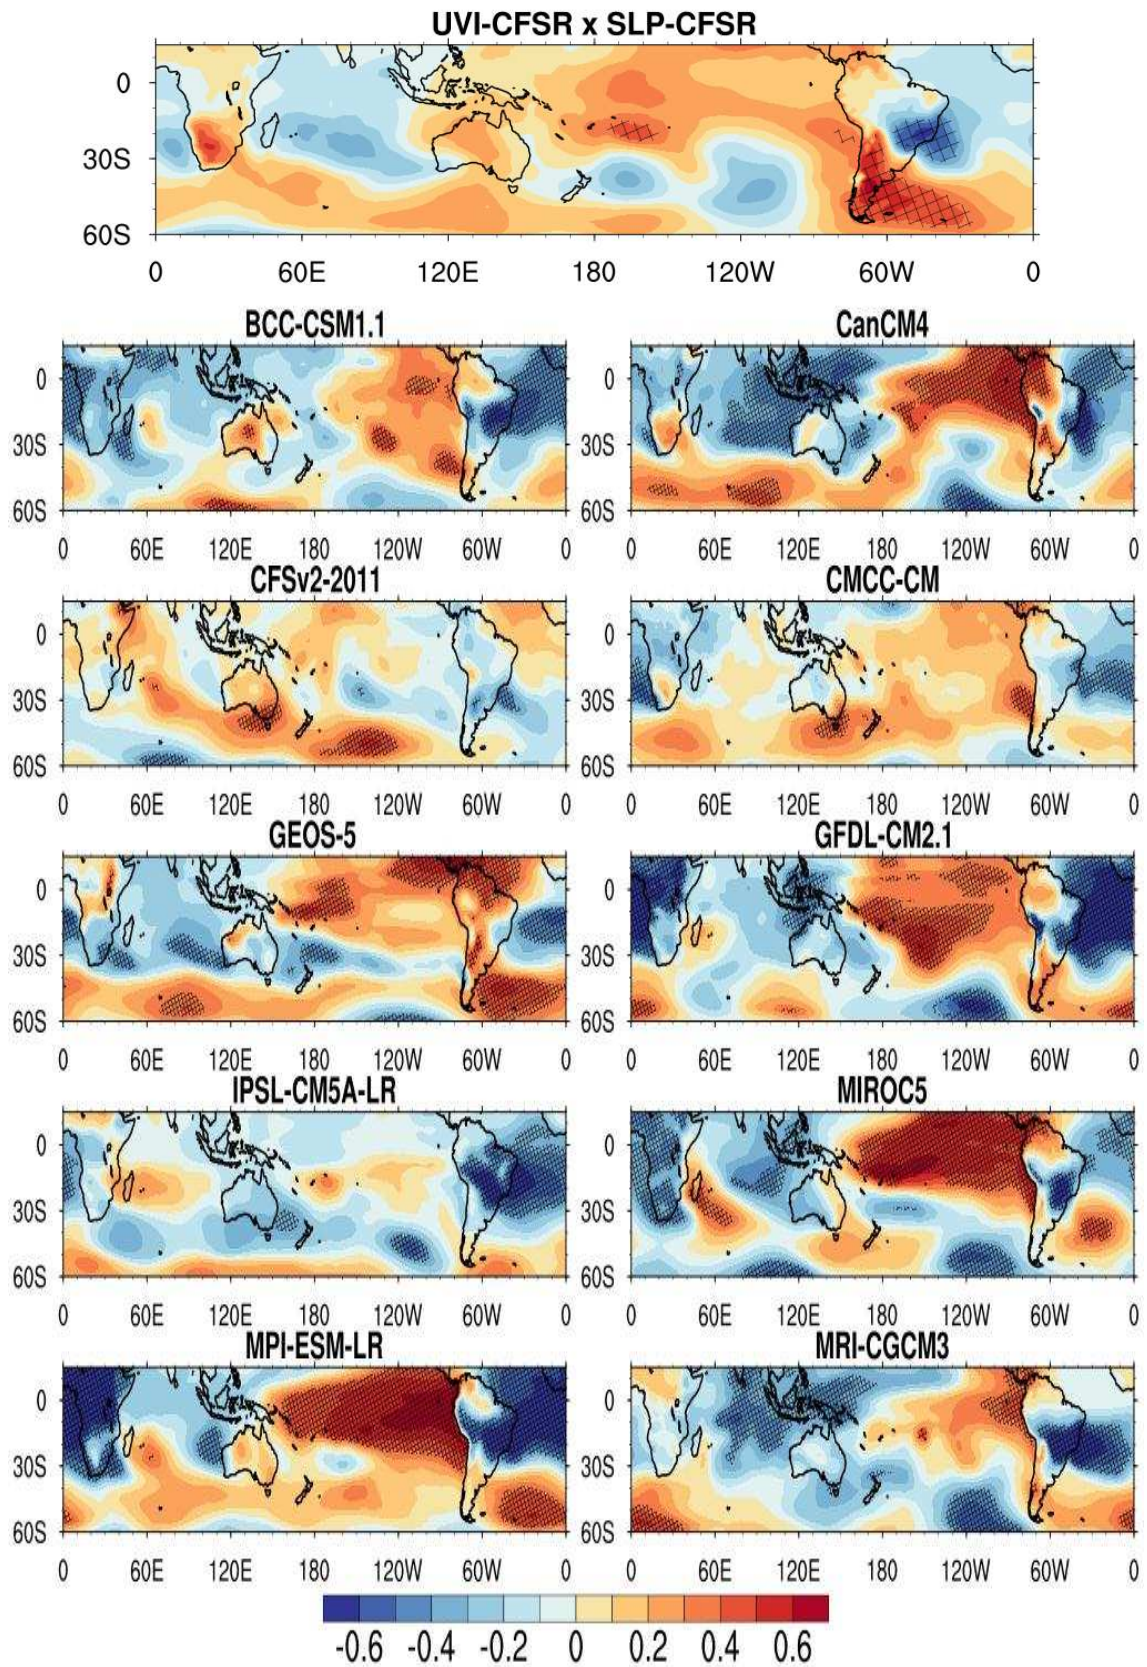 UVI-CFSR x SLP-CFSR
0
30S
60S
0 60E 120E 180 120W 60W 0
BCC-CSM1.1 CanCM4
0 0
30S 30S
60S 60S
0 60E 120E 180 120W 60W 0 0 60E 120E 180 120W 60W 0
CFSv2-2011 CMCC-CM
0 0
30S 30S
60S 60S
0 60E 120E 180 120W 60W 0 0 60E 120E 180 120W 60W 0
GEOS-5 GFDL-CM2.1
0 0
30S 30S
60S 60S
0 60E 120E 180 120W 60W 0 0 60E 120E 180 120W 60W 0
IPSL-CM5A-LR MIROC5
0 0
30S 30S
60S 60S
0 60E 120E 180 120W 60W 0 0 60E 120E 180 120W 60W 0
MPI-ESM-LR MRI-CGCM3
0 0
30S 30S
60S 60S
0 60E 120E 180 120W 60W 0 0 60E 120E 180 120W 60W 0
-0.6 -0.4 -0.2 0 0.2 0.4 0.6